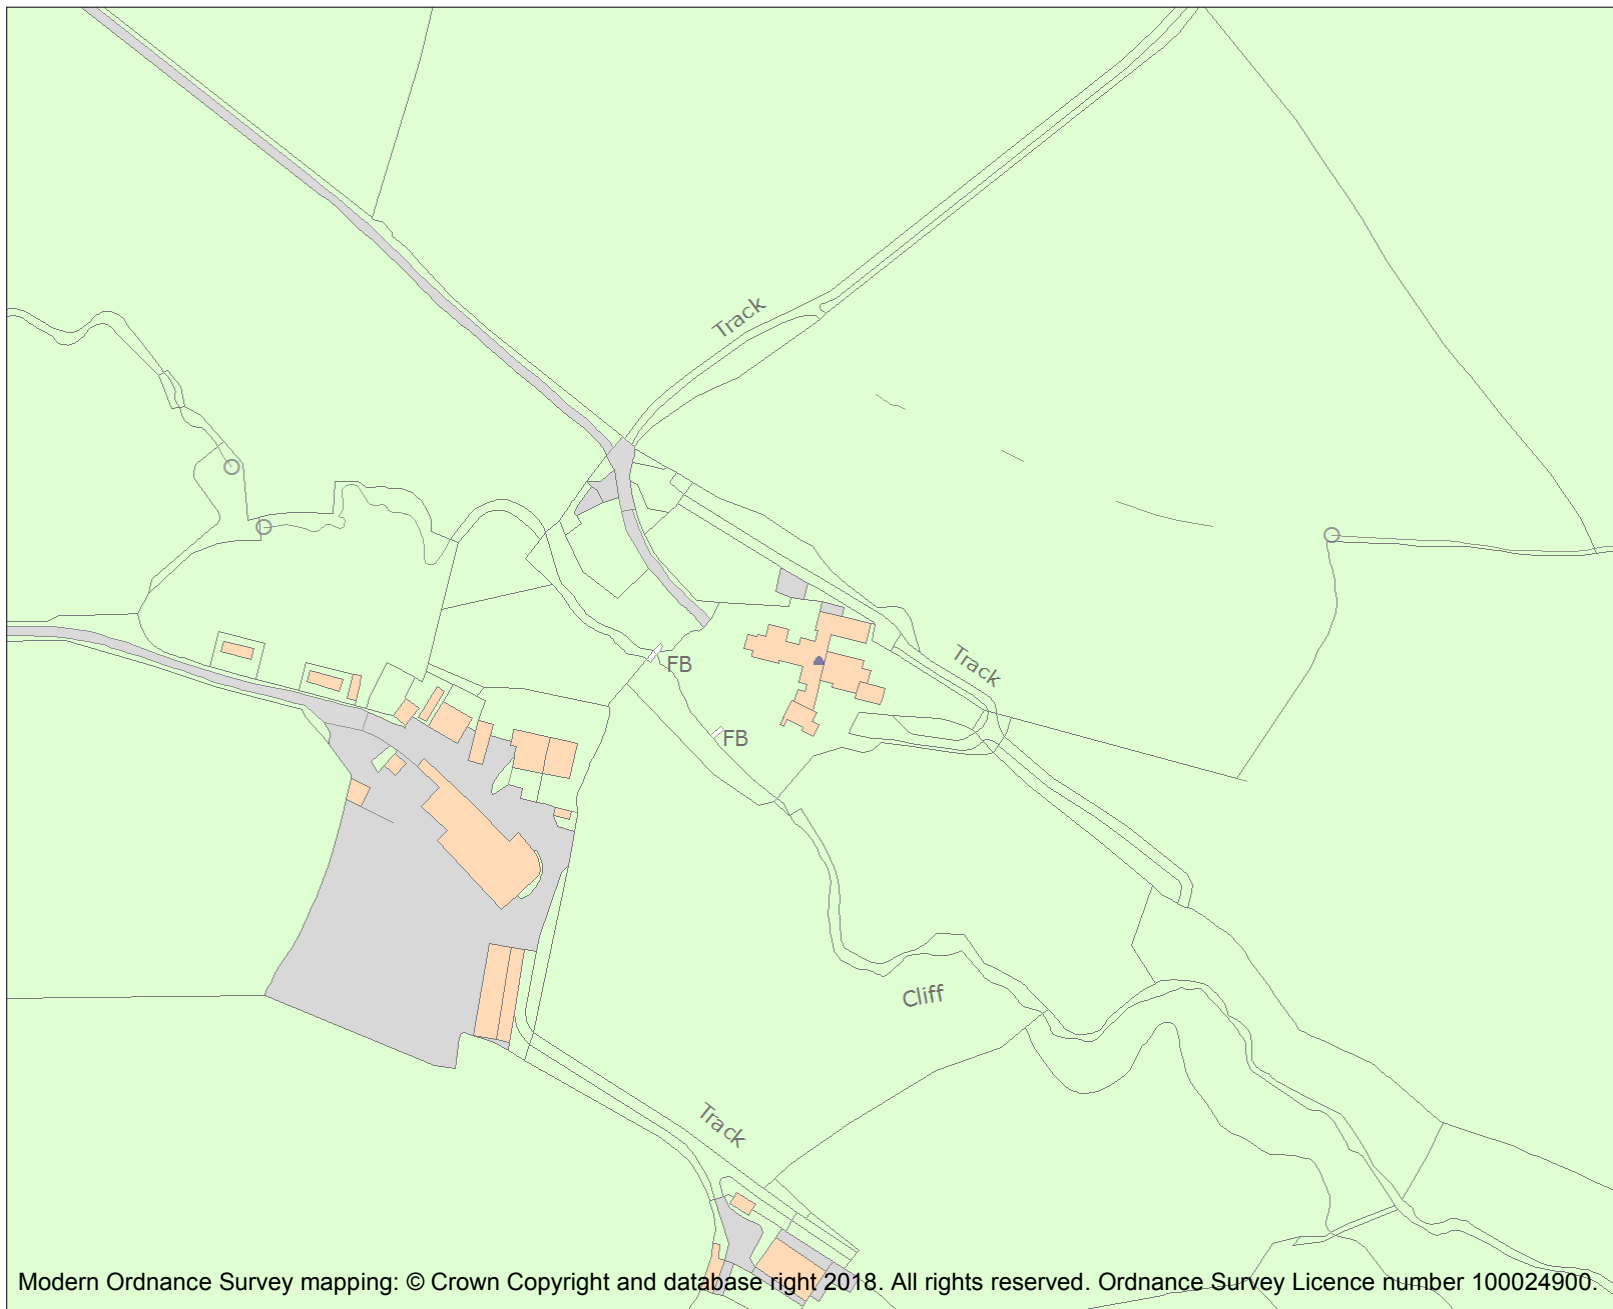 Track
FB
Track
FB
Cliff
Track
Modern Ordnance Survey mapping: © Crown Copyright and database right 2018. All rights reserved. Ordnance Survey Licence number 100024900.